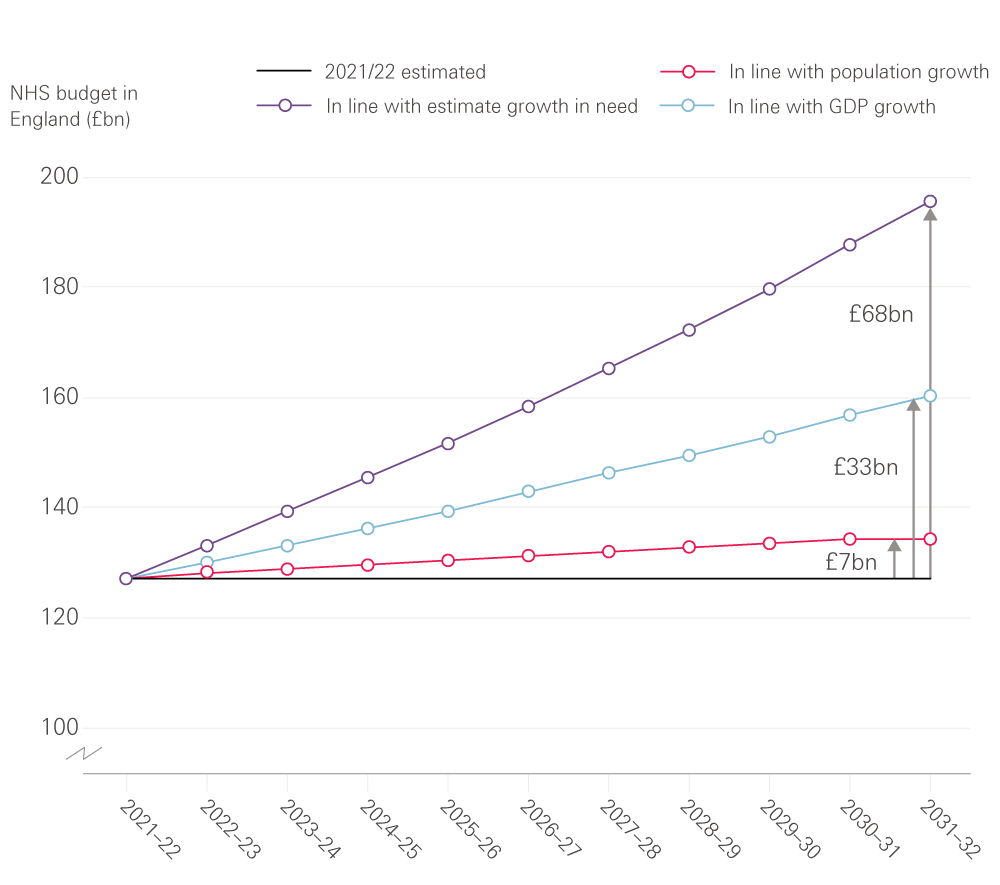 2021/22 estimated
In line with population growth
NHS budget in
England (£bn)
In line with estimate growth in need
In line with GDP growth
200
180
£68bn
160
£33bn
140
£7bn
120
100
2021–22
2022–23
2023–24
2024–25
2025–26
2026–27
2027–28
2028–29
2029–30
2030–31
2031–32